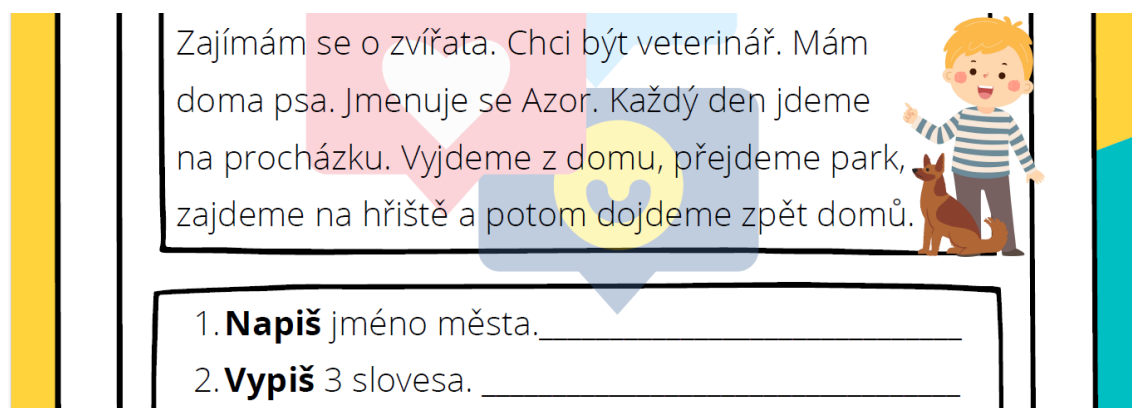 Zajímám se o zvířata. Chci být veterinář. Mám
doma psa. Jmenuje se Azor. Každý den jdeme
na procházku. Vyjdeme z domu, přejdeme park,
zajdeme na hřiště a potom dojdeme zpět domů.
1. Napiš jméno města.
2. Vypiš 3 slovesa.